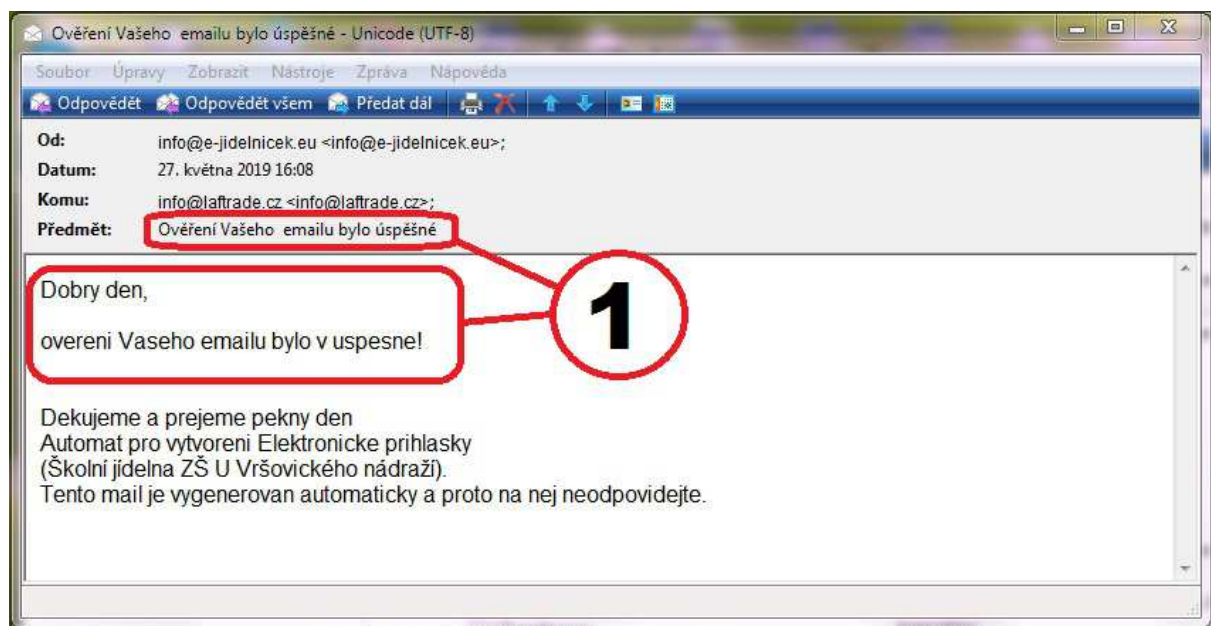 Ověření Vašeho  emailu bylo úspěšné - Unicode (UTF-8)
Soubor Úpravy Zobrazit Nástroje Zpráva Nápověda
Odpovědět Odpovědět všem Předat dál
Od: info@e-jidelnicek.eu <info@e-jidelnicek.eu>;
Datum: 27. května 2019 16:08
Komu: info@laftrade.cz <info@laftrade.cz>;
Předmět: Ověření Vašeho  emailu bylo úspěšné
1
Dobry den,
overeni Vaseho emailu bylo v uspesne!
Dekujeme a prejeme pekny den
Automat pro vytvoreni Elektronicke prihlasky
(Školní jídelna ZŠ U Vršovického nádraží).
Tento mail je vygenerovan automaticky a proto na nej neodpovidejte.